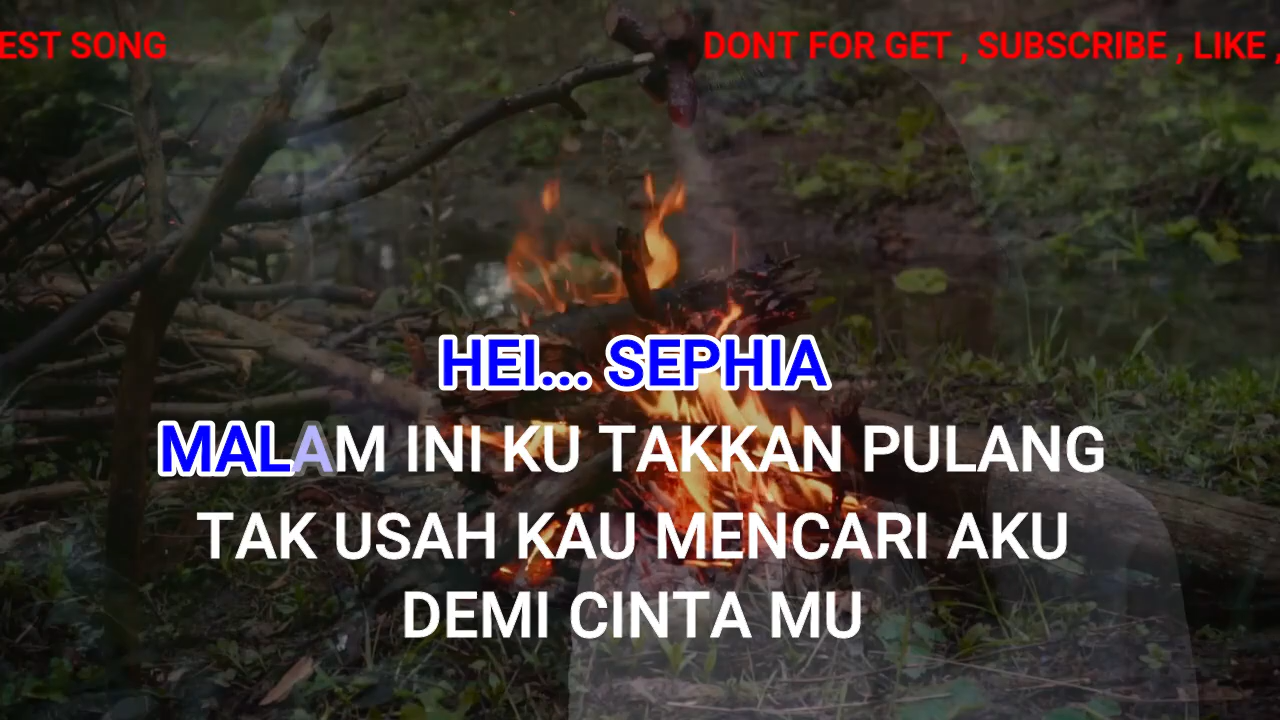 EST SONG
DONT FOR GET , SUBSCRIBE , LIKE ,
HEI... SEPHIA
MALAM INI KU TAKKAN PULANG
TAK USAH KAU MENCARI AKU
DEMI CINTA MU